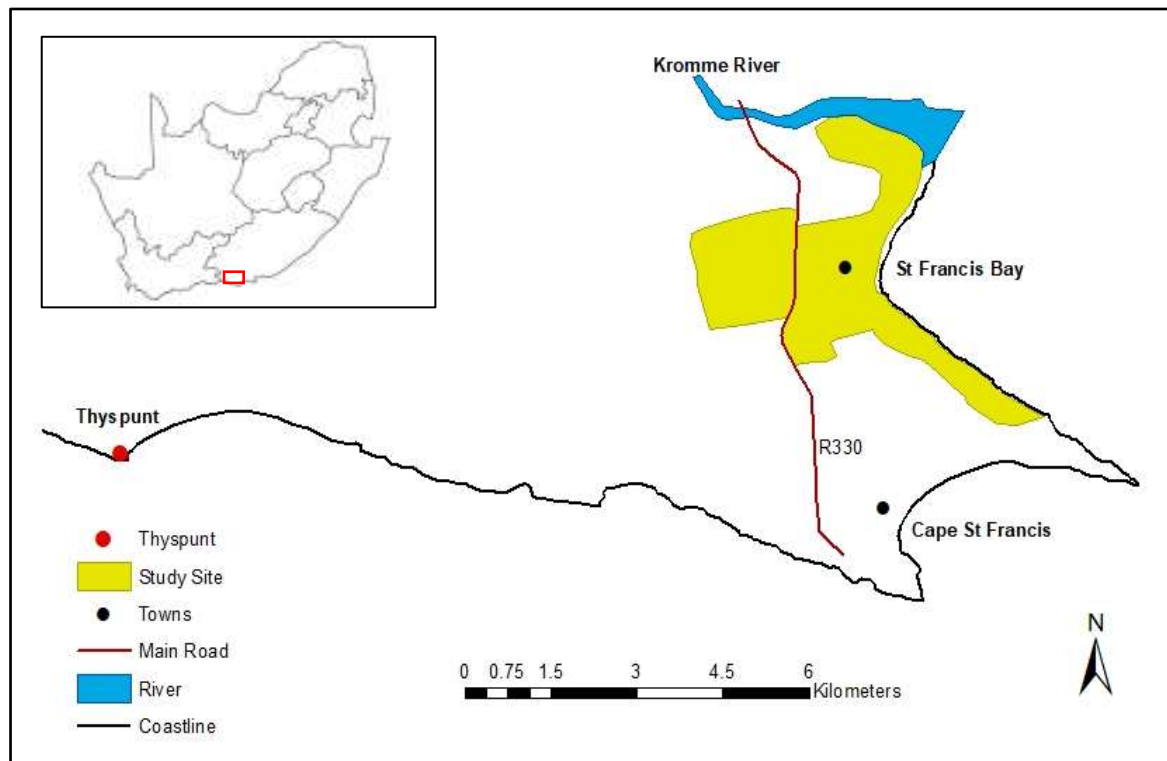 Kromme River
St Francis Bay
Thyspunt
R330
Cape St Francis
Thyspunt
Study Site
Towns
Main Road
River
Coastline
0 0.75 1.5 3 4.5 6
Kilometers
N